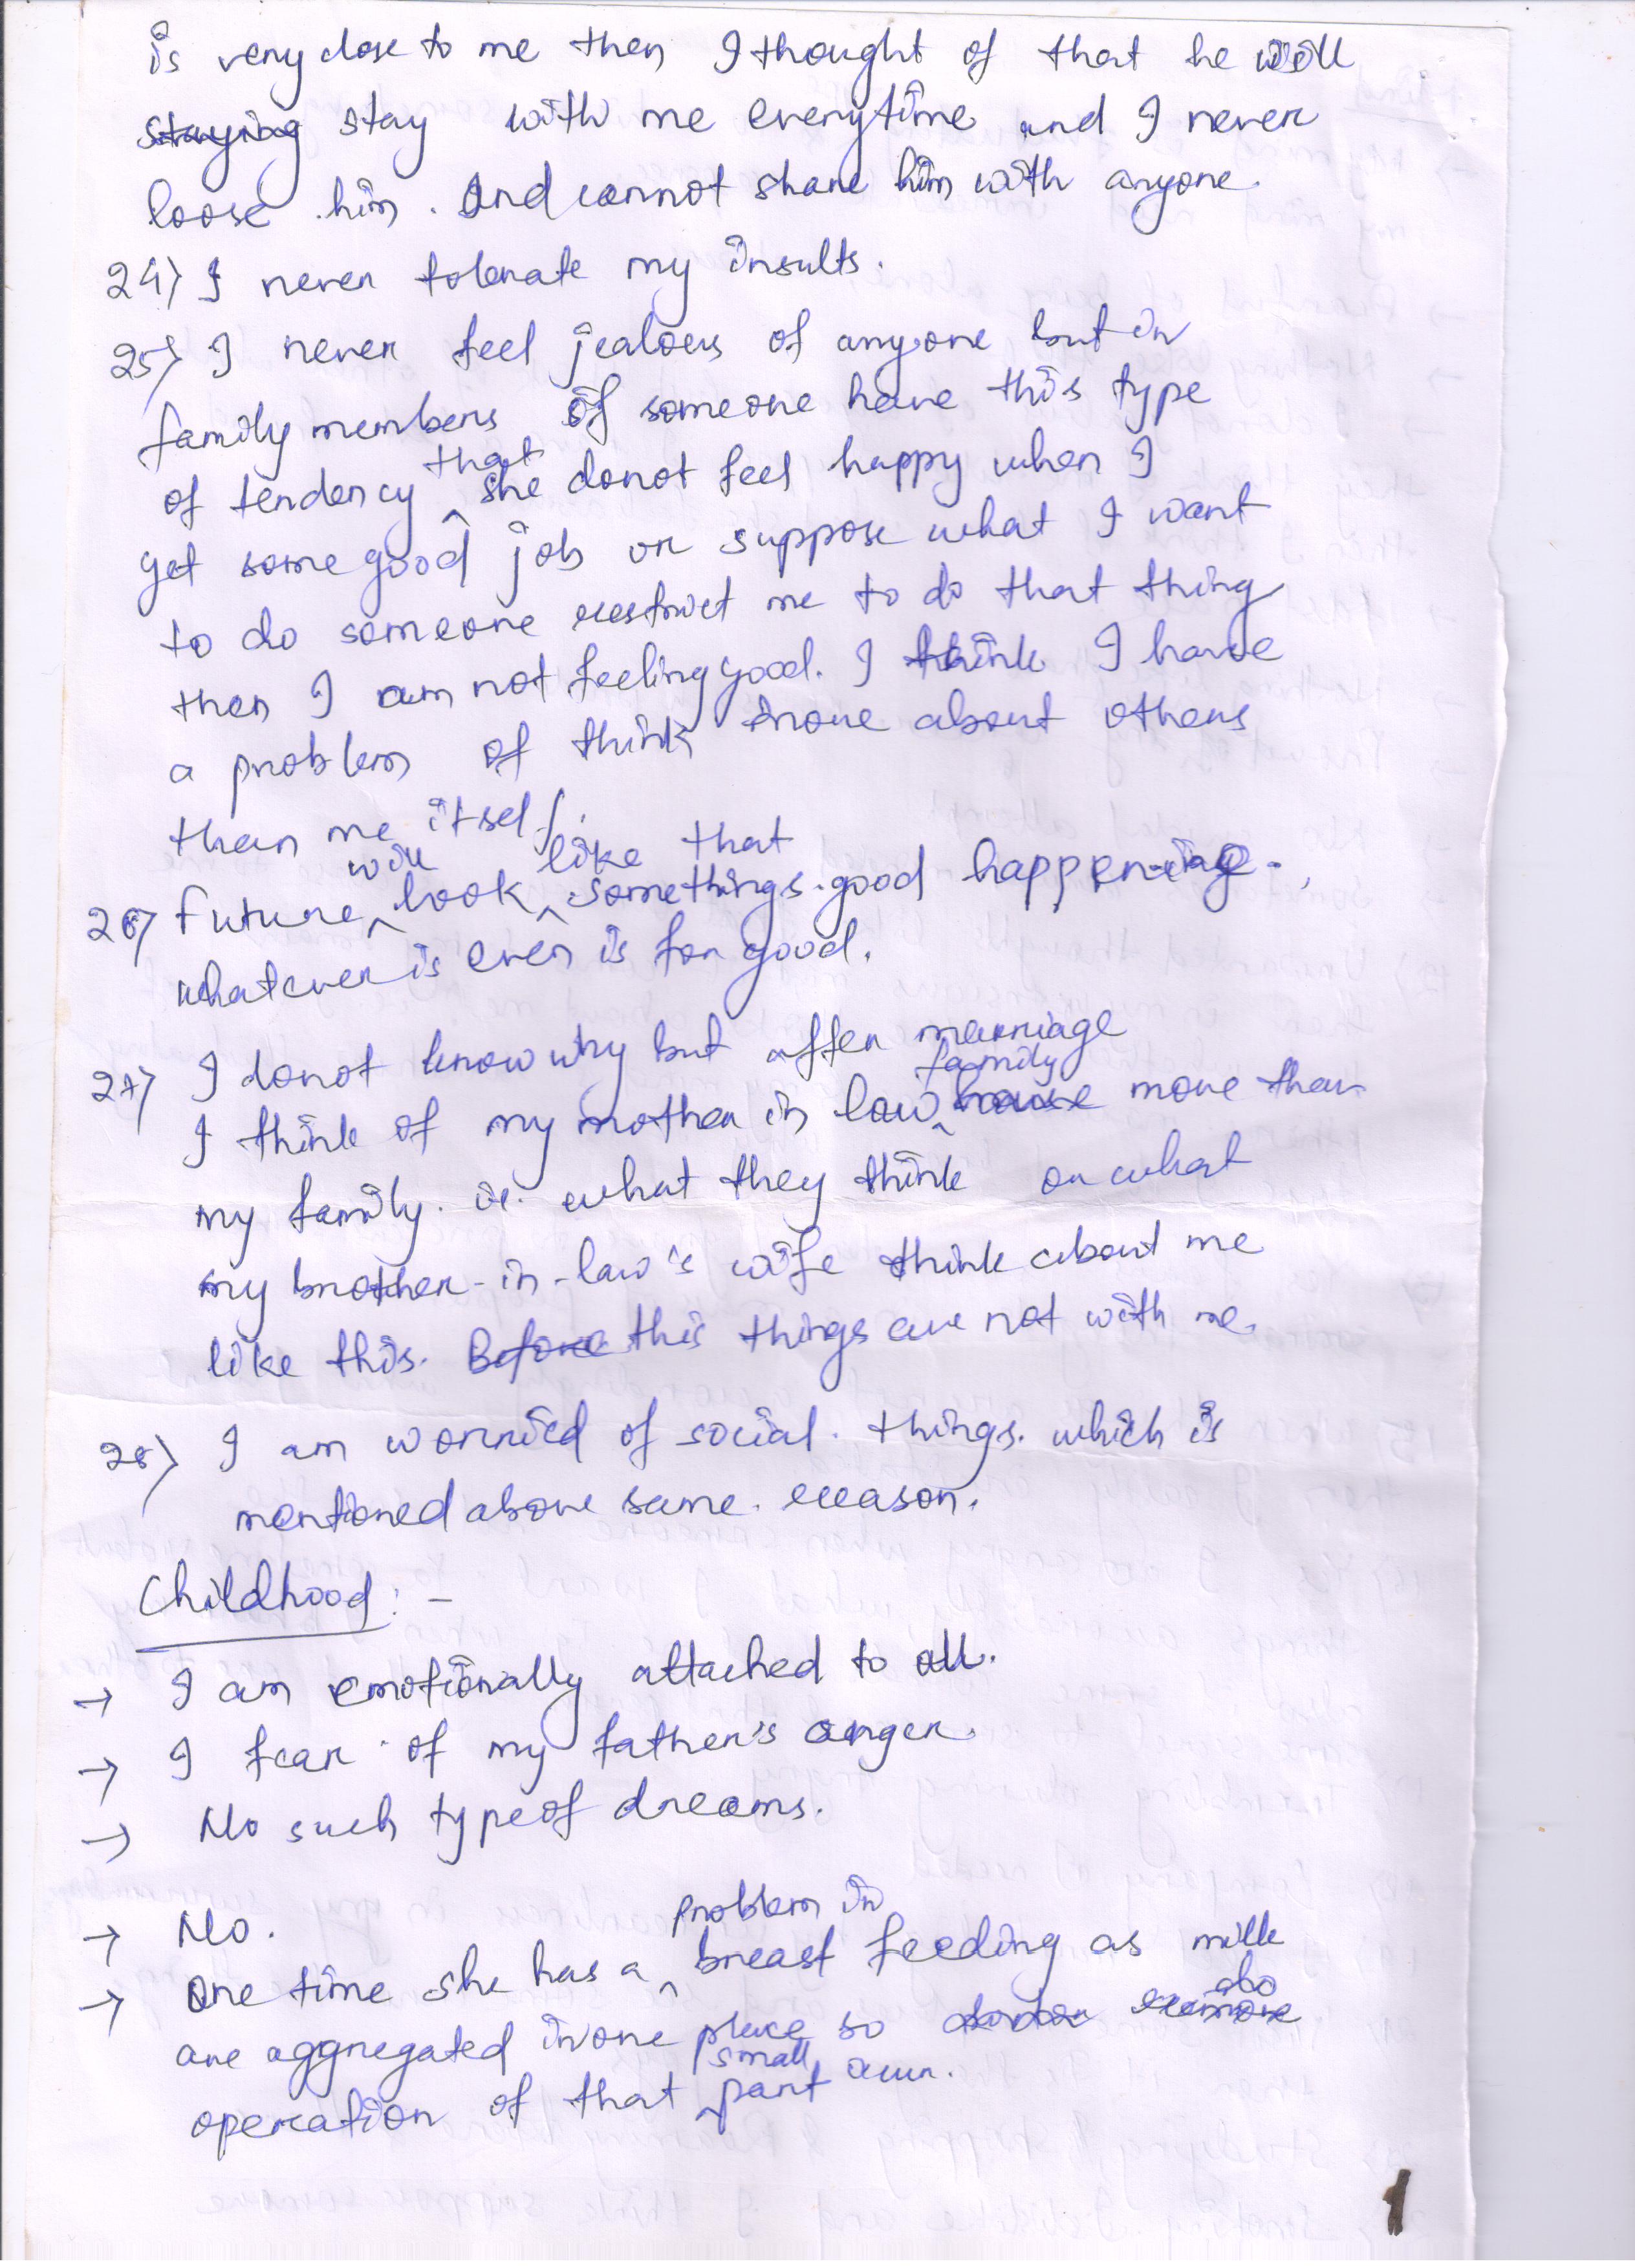 is very close to me then I thought of that he will
staying stay with me everytime and I never
loose him. And cannot share him with anyone.
24) I never tolerate my insults.
25) I never feel jealous of anyone but in
family members if someone have this type
of tendency that she donot feel happy when I
get some good job or suppose what I want
to do someone restrict me to do that thing
then I am not feeling good. I think I have
a problem of think more about others
than me itself.
26) Future will look like that somethings good happening.
whatever is even is for good.
27) I donot know why but after marriage
I think of my mother in law family house more than
my family. ie. what they think or what
my brother-in-law's wife think about me
like this. Before this things are not with me.
28) I am worried of social things. which is
mentioned above same reason.
Childhood: -
→ I am emotionally attached to all.
→ I fear of my father's anger.
→ No such type of dreams.
→ No.
→ One time she has a problem in breast feeding as milk
are aggregated in one place so doctor remove
operation of that small part
1